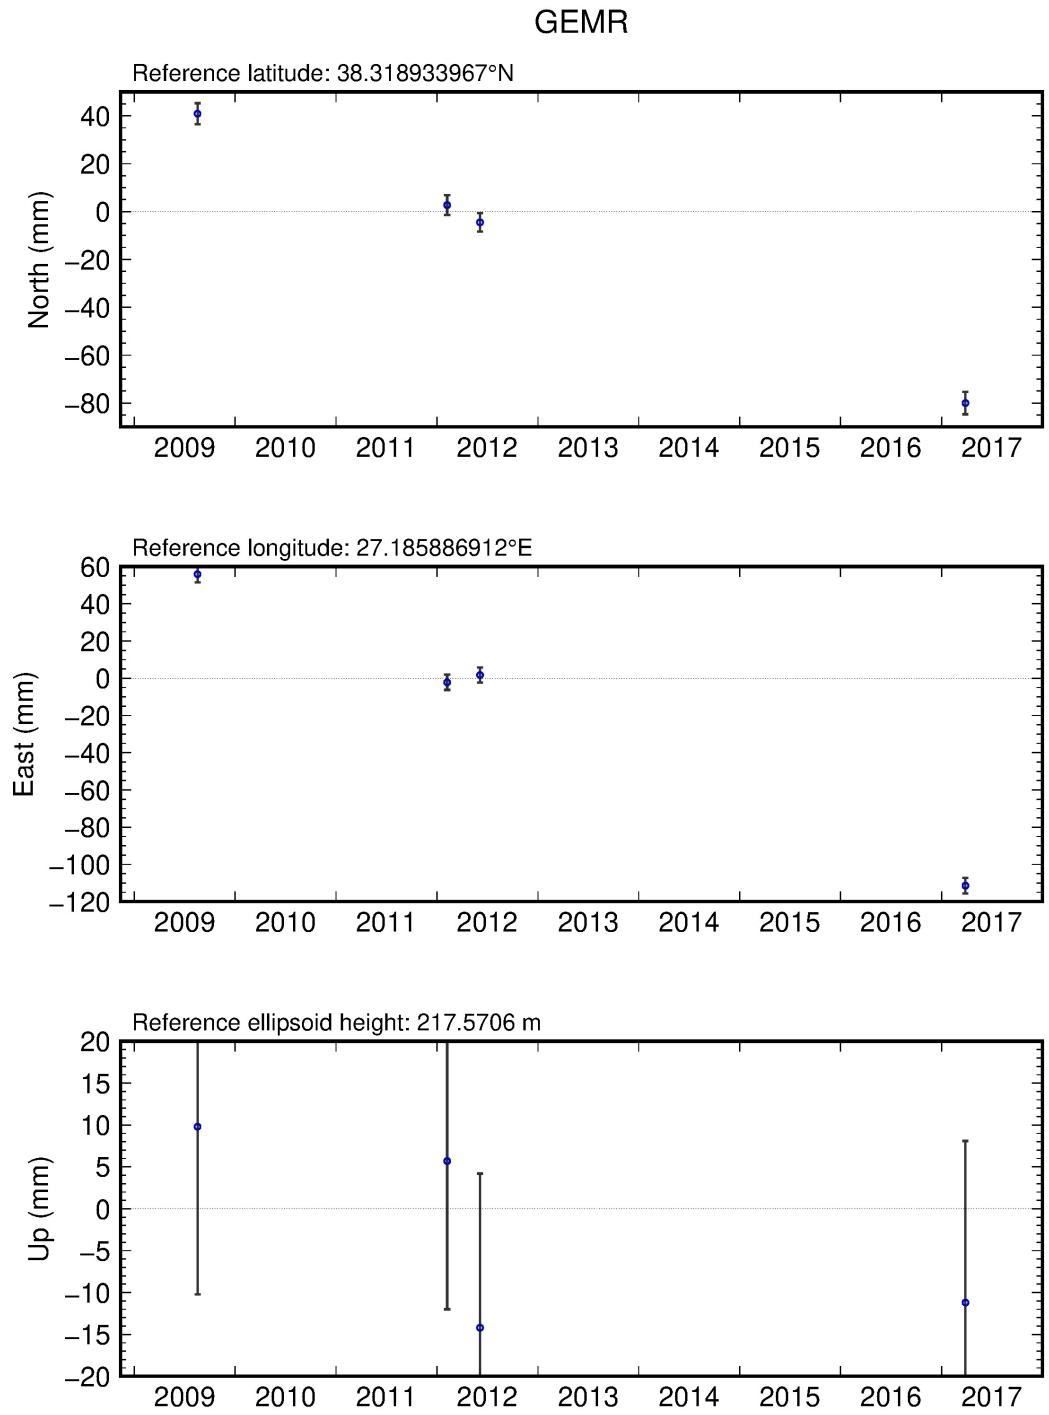 GEMR
Reference latitude: 38.318933967°N
40
20
0
−20
−40
−60
−80
North (mm)
2009 2010 2011 2012 2013 2014 2015 2016 2017
Reference longitude: 27.185886912°E
60
40
20
0
−20
−40
−60
−80
−100
−120
East (mm)
2009 2010 2011 2012 2013 2014 2015 2016 2017
Reference ellipsoid height: 217.5706 m
20
15
10
5
0
−5
−10
−15
−20
Up (mm)
2009 2010 2011 2012 2013 2014 2015 2016 2017